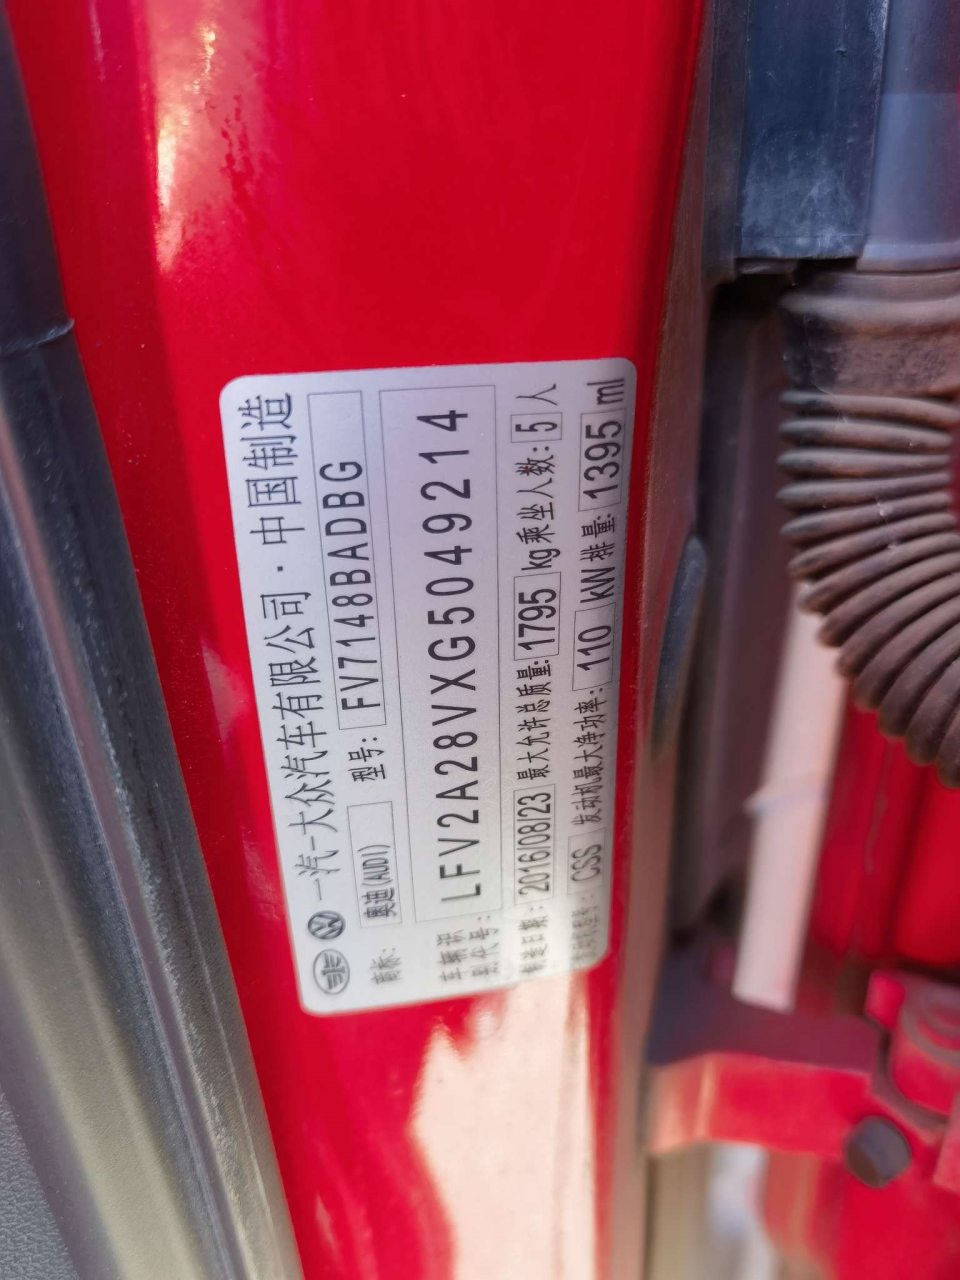 一汽-大众汽车有限公司 · 中国制造
商标: 奥迪(AUDI) 型号: FV7148BADBG
车辆识别代号: LFV2A28VXG5049214
制造日期: 2016/08/23 最大允许总质量: 1795 kg 乘坐人数: 5 人
CSS 发动机最大净功率: 110 kW 排量: 1395 ml